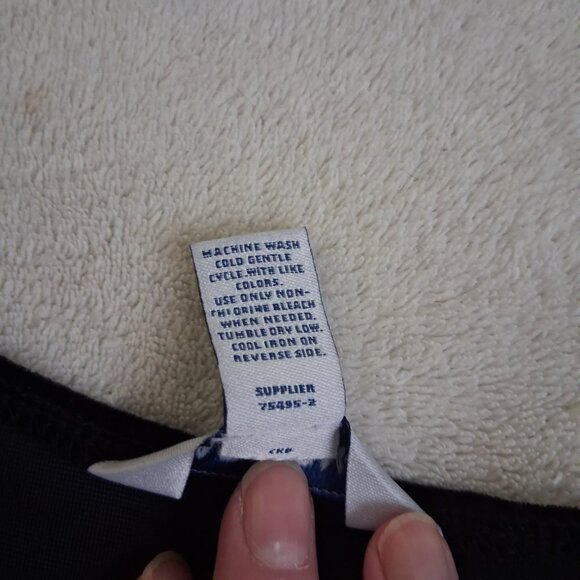 MACHINE WASH
COLD GENTLE
CYCLE.WITH LIKE
COLORS.
USE ONLY NON-
CHLORINE BLEACH
WHEN NEEDED.
TUMBLE DRY LOW.
COOL IRON ON
REVERSE SIDE.
SUPPLIER
75495-2